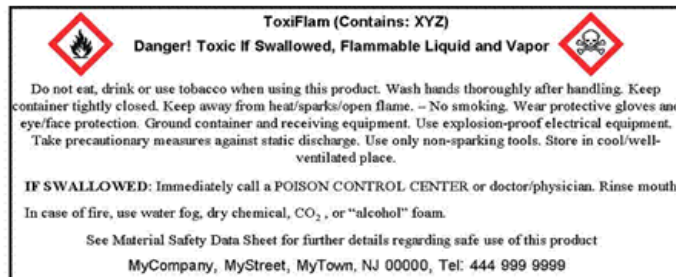 ToxiFlam (Contains: XYZ)
Danger! Toxic If Swallowed, Flammable Liquid and Vapor
Do not eat, drink or use tobacco when using this product. Wash hands thoroughly after handling. Keep
container tightly closed. Keep away from heat/sparks/open flame. – No smoking. Wear protective gloves and
eye/face protection. Ground container and receiving equipment. Use explosion-proof electrical equipment.
Take precautionary measures against static discharge. Use only non-sparking tools. Store in cool/well-
ventilated place.
IF SWALLOWED: Immediately call a POISON CONTROL CENTER or doctor/physician. Rinse mouth
In case of fire, use water fog, dry chemical, CO₂ , or “alcohol” foam.
See Material Safety Data Sheet for further details regarding safe use of this product
MyCompany, MyStreet, MyTown, NJ 00000, Tel: 444 999 9999